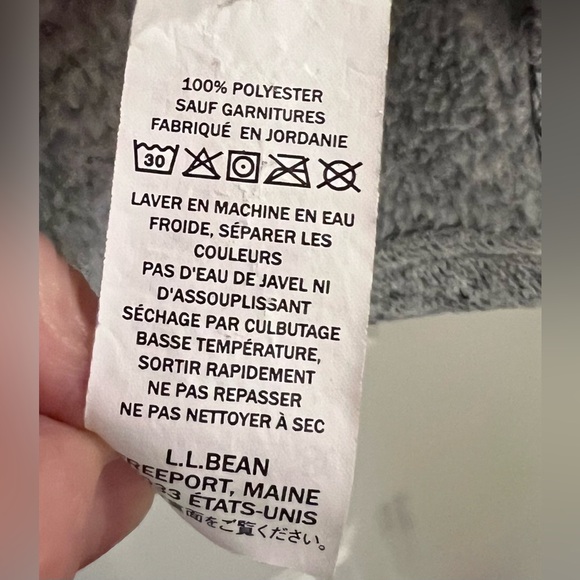 100% POLYESTER
SAUF GARNITURES
FABRIQUÉ EN JORDANIE
30
LAVER EN MACHINE EN EAU
FROIDE, SÉPARER LES
COULEURS
PAS D'EAU DE JAVEL NI
D'ASSOUPLISSANT
SÉCHAGE PAR CULBUTAGE
BASSE TEMPÉRATURE,
SORTIR RAPIDEMENT
NE PAS REPASSER
NE PAS NETTOYER À SEC
L.L.BEAN
REEPORT, MAINE
33 ÉTATS-UNIS
面をご覧ください。